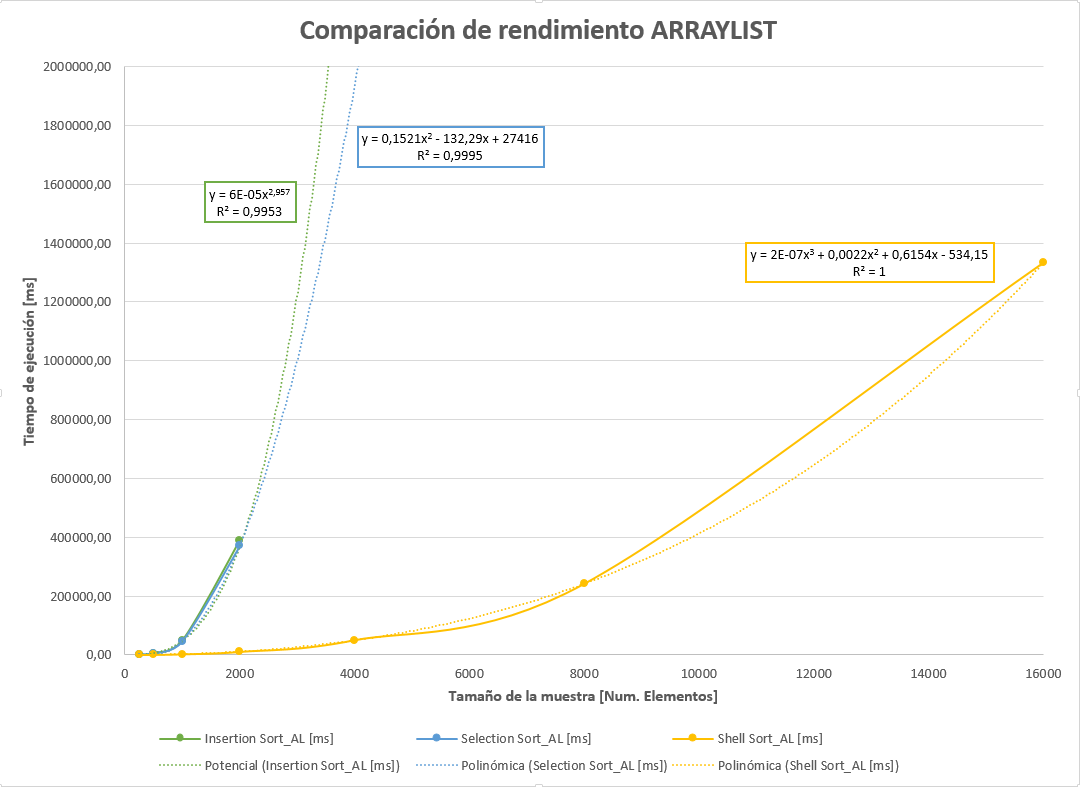 Comparación de rendimiento ARRAYLIST
2000000,00
1800000,00
1600000,00
1400000,00
1200000,00
1000000,00
800000,00
600000,00
400000,00
200000,00
0,00
Tiempo de ejecución [ms]
y = 0,1521x² - 132,29x + 27416
R² = 0,9995
y = 6E-05x²,⁹⁵⁷
R² = 0,9953
y = 2E-07x³ + 0,0022x² + 0,6154x - 534,15
R² = 1
0 2000 4000 6000 8000 10000 12000 14000 16000
Tamaño de la muestra [Num. Elementos]
Insertion Sort_AL [ms] Selection Sort_AL [ms] Shell Sort_AL [ms]
Potencial (Insertion Sort_AL [ms]) Polinómica (Selection Sort_AL [ms]) Polinómica (Shell Sort_AL [ms])